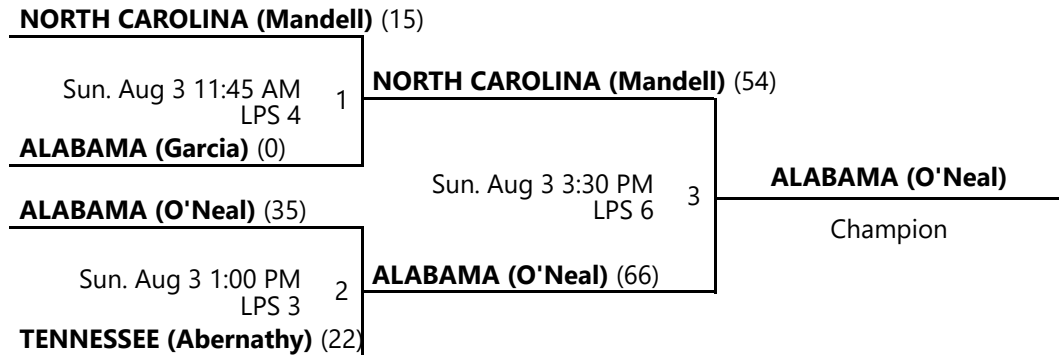 NORTH CAROLINA (Mandell) (15)
Sun. Aug 3 11:45 AM
LPS 4
1
ALABAMA (Garcia) (0)
NORTH CAROLINA (Mandell) (54)
ALABAMA (O'Neal) (35)
Sun. Aug 3 1:00 PM
LPS 3
2
TENNESSEE (Abernathy) (22)
Sun. Aug 3 3:30 PM
LPS 6
3
ALABAMA (O'Neal) (66)
ALABAMA (O'Neal)
Champion